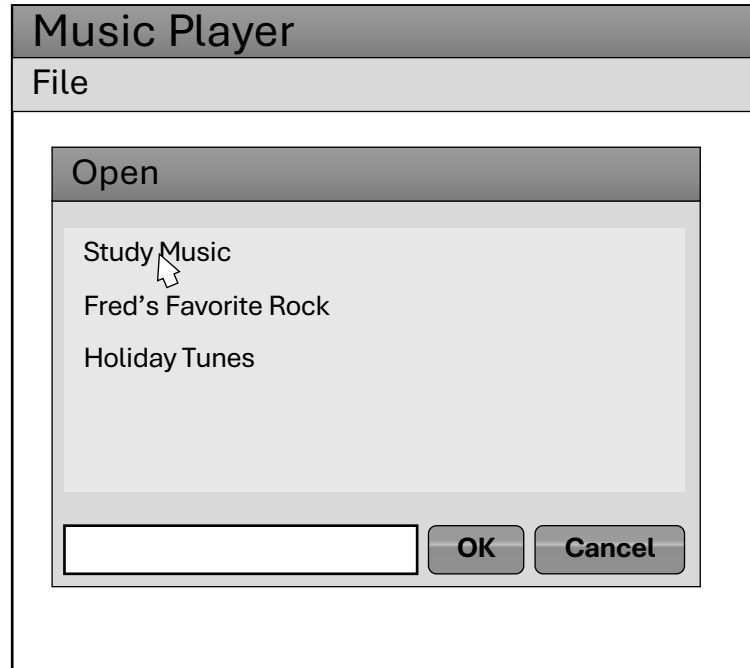 Music Player
File
Open
Study Music
Fred's Favorite Rock
Holiday Tunes
OK Cancel